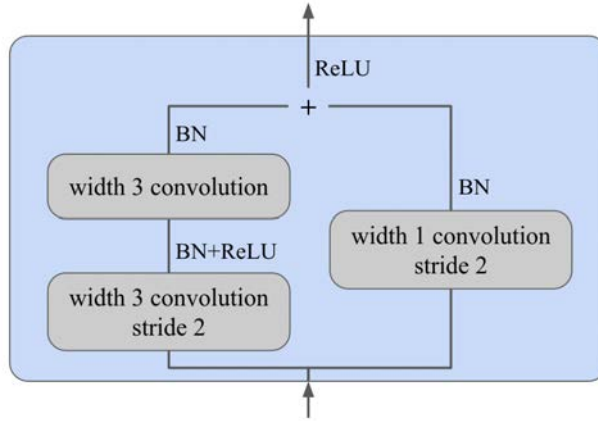 ReLU
+
BN
width 3 convolution
BN
width 1 convolution
stride 2
BN+ReLU
width 3 convolution
stride 2